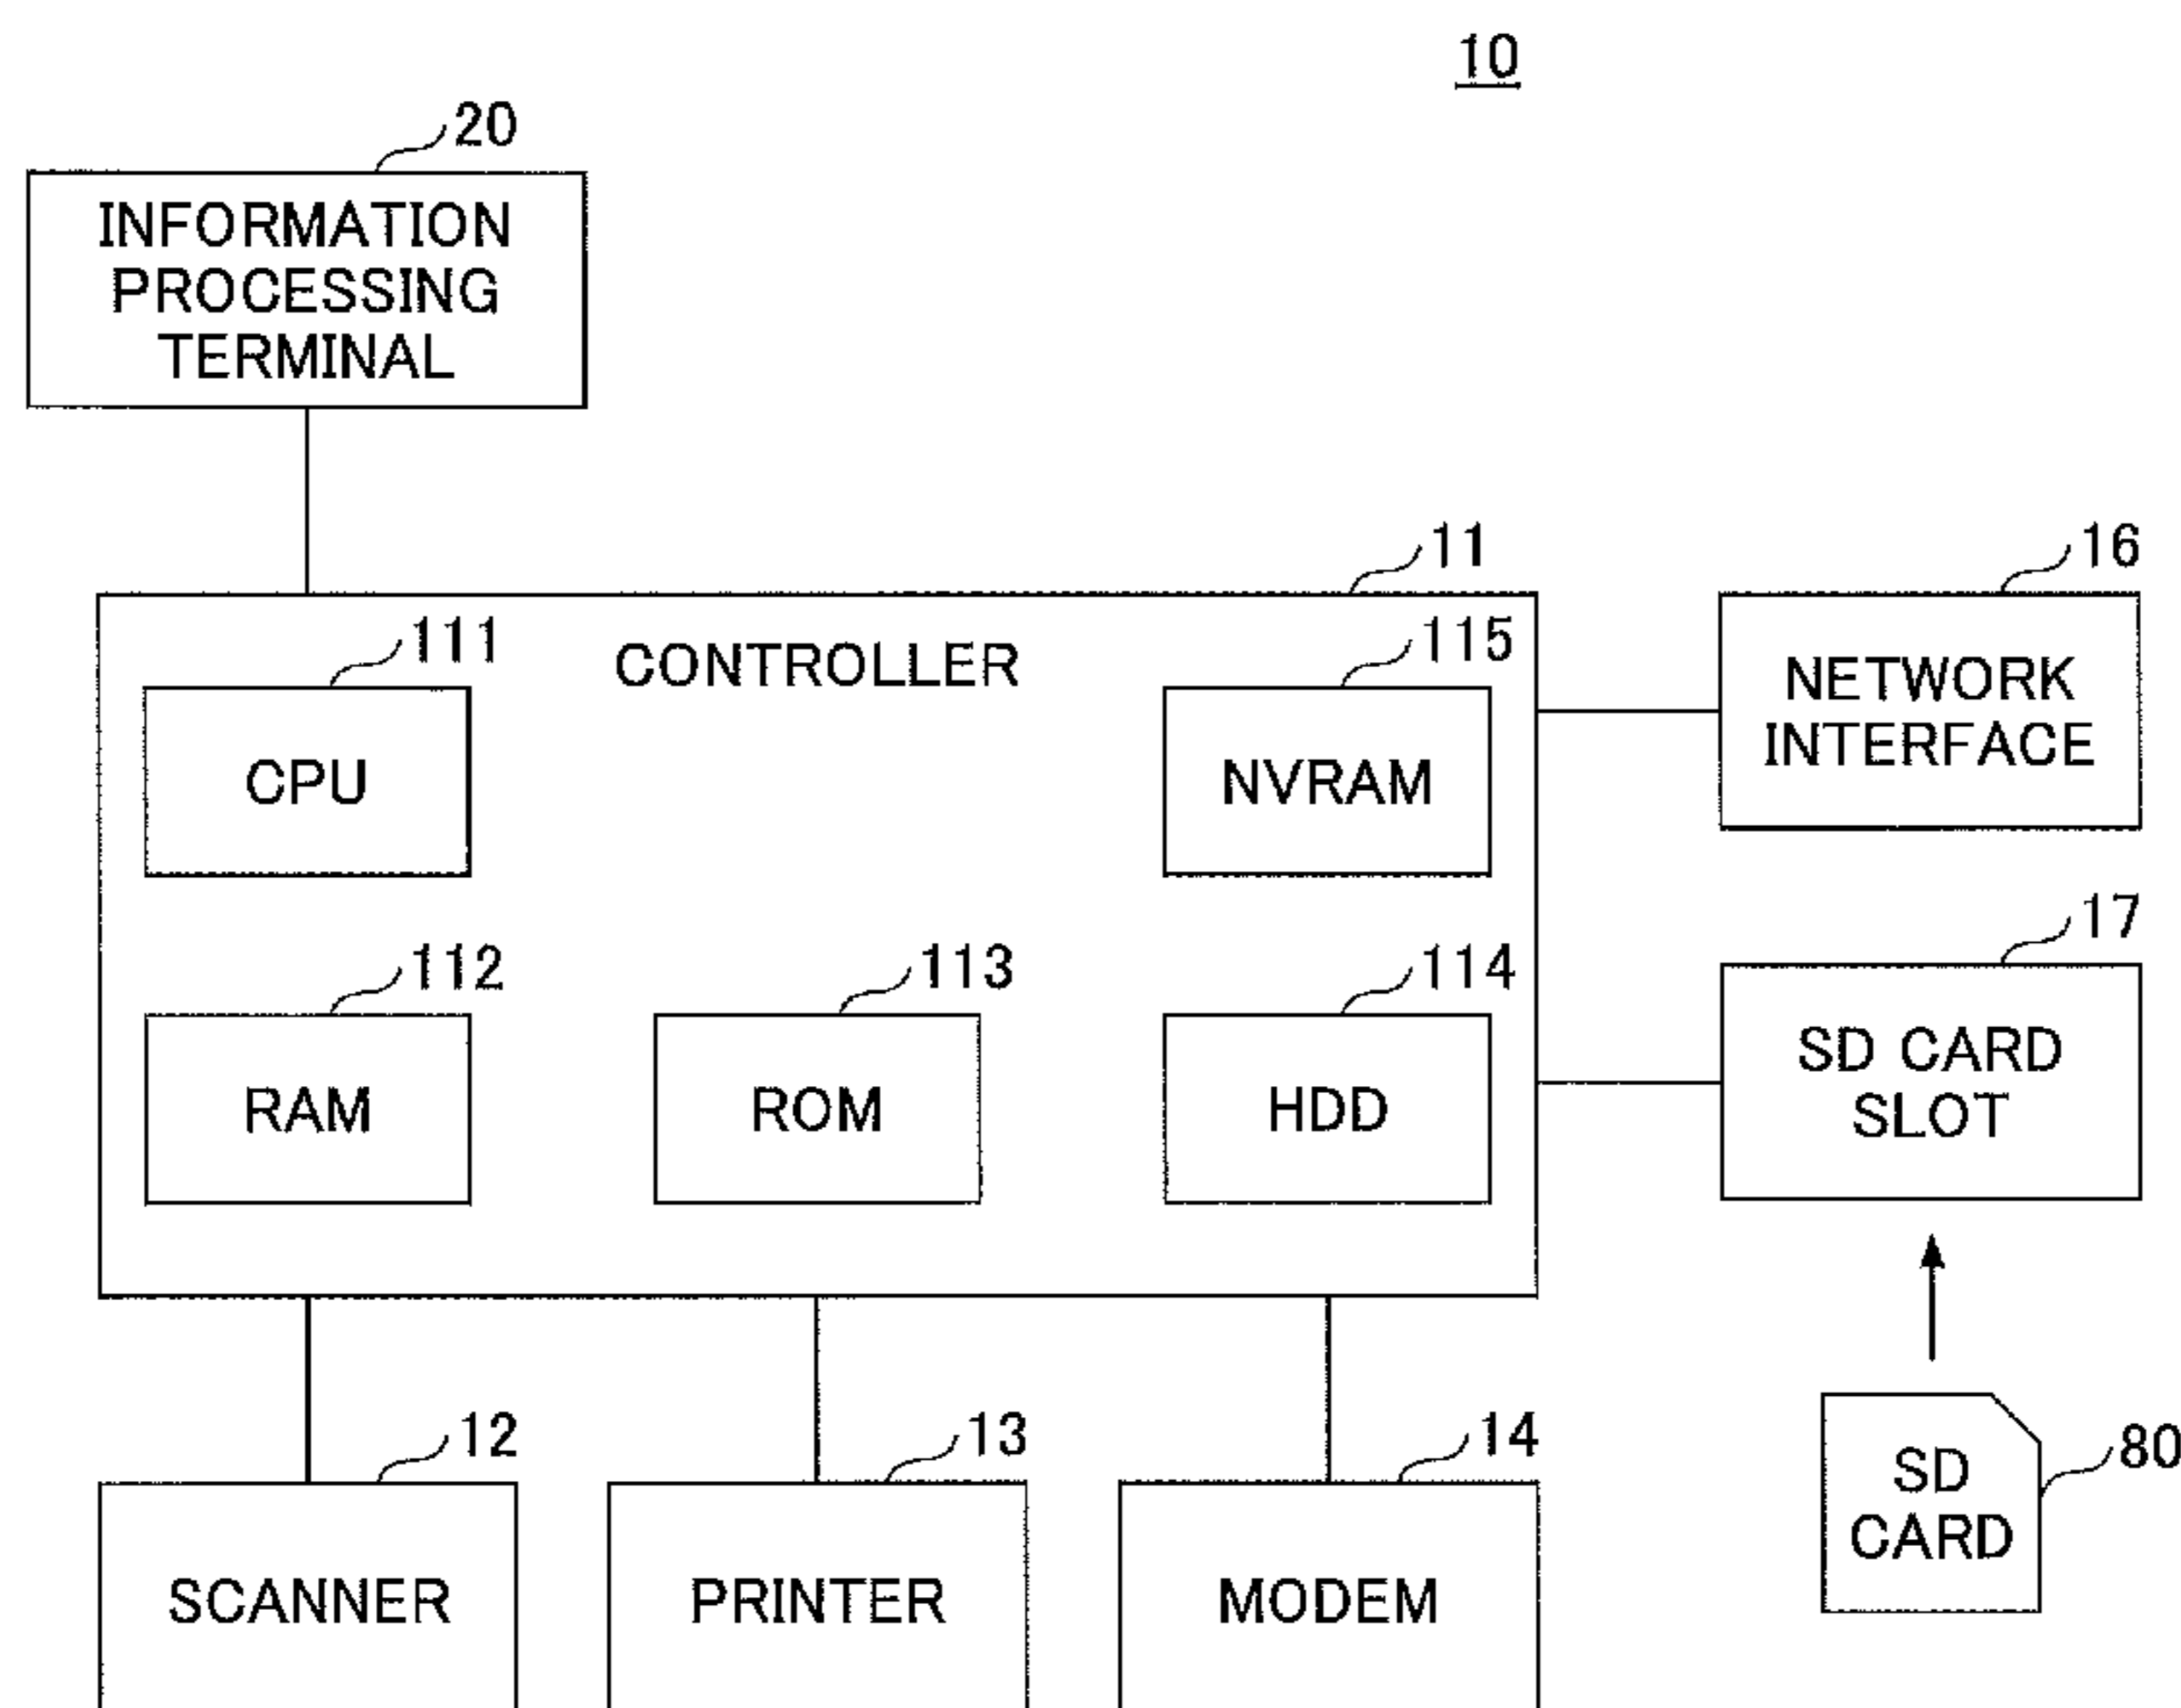 10
20
INFORMATION
PROCESSING
TERMINAL
11
CONTROLLER
111
CPU
115
NVRAM
112
RAM
113
ROM
114
HDD
16
NETWORK
INTERFACE
17
SD CARD
SLOT
12
SCANNER
13
PRINTER
14
MODEM
80
SD
CARD